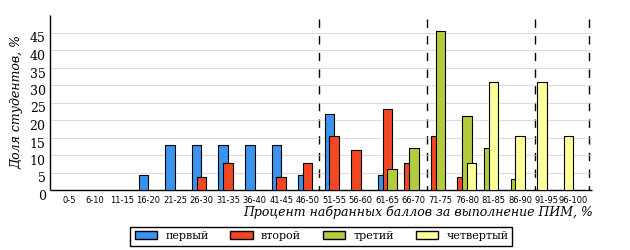 Доля студентов, %
45
40
35
30
25
20
15
10
5
0
0-5 6-10 11-15 16-20 21-25 26-30 31-35 36-40 41-45 46-50 51-55 56-60 61-65 66-70 71-75 76-80 81-85 86-90 91-95 96-100
Процент набранных баллов за выполнение ПИМ, %
первый второй третий четвертый